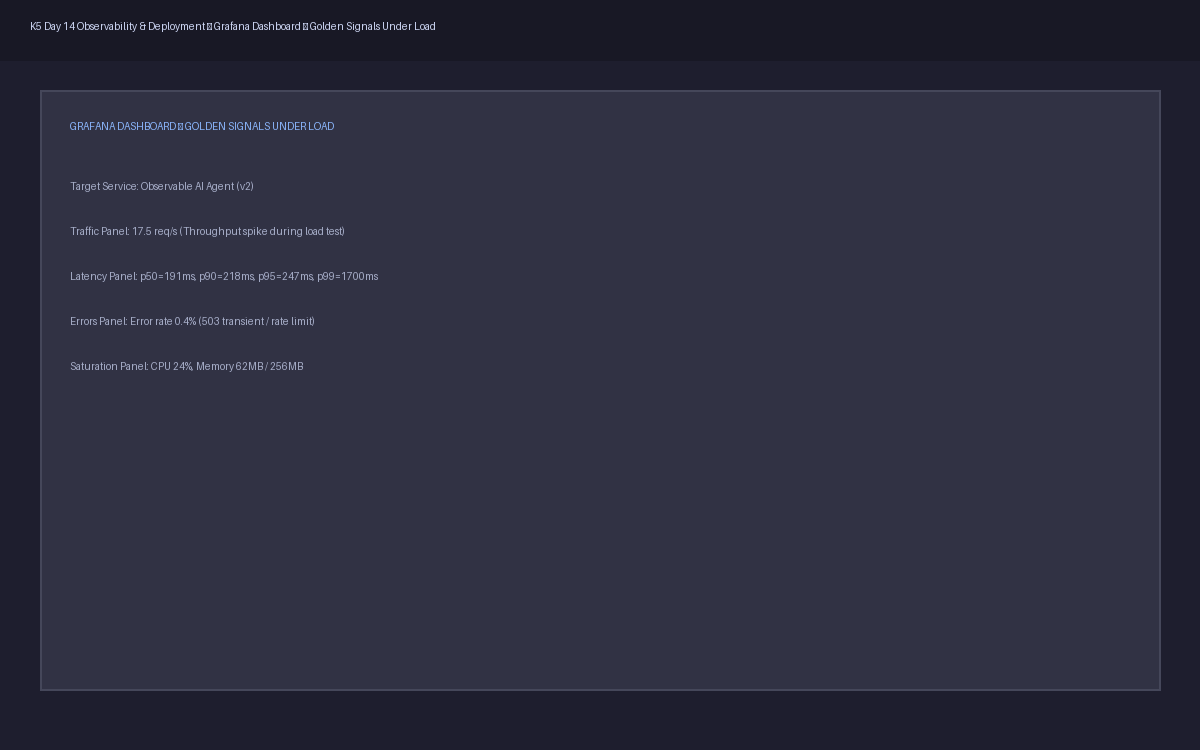 K5 Day 14 Observability & Deployment □ Grafana Dashboard □ Golden Signals Under Load
GRAFANA DASHBOARD □ GOLDEN SIGNALS UNDER LOAD
Target Service: Observable AI Agent (v2)
Traffic Panel: 17.5 req/s (Throughput spike during load test)
Latency Panel: p50=191ms, p90=218ms, p95=247ms, p99=1700ms
Errors Panel: Error rate 0.4% (503 transient / rate limit)
Saturation Panel: CPU 24%, Memory 62MB / 256MB